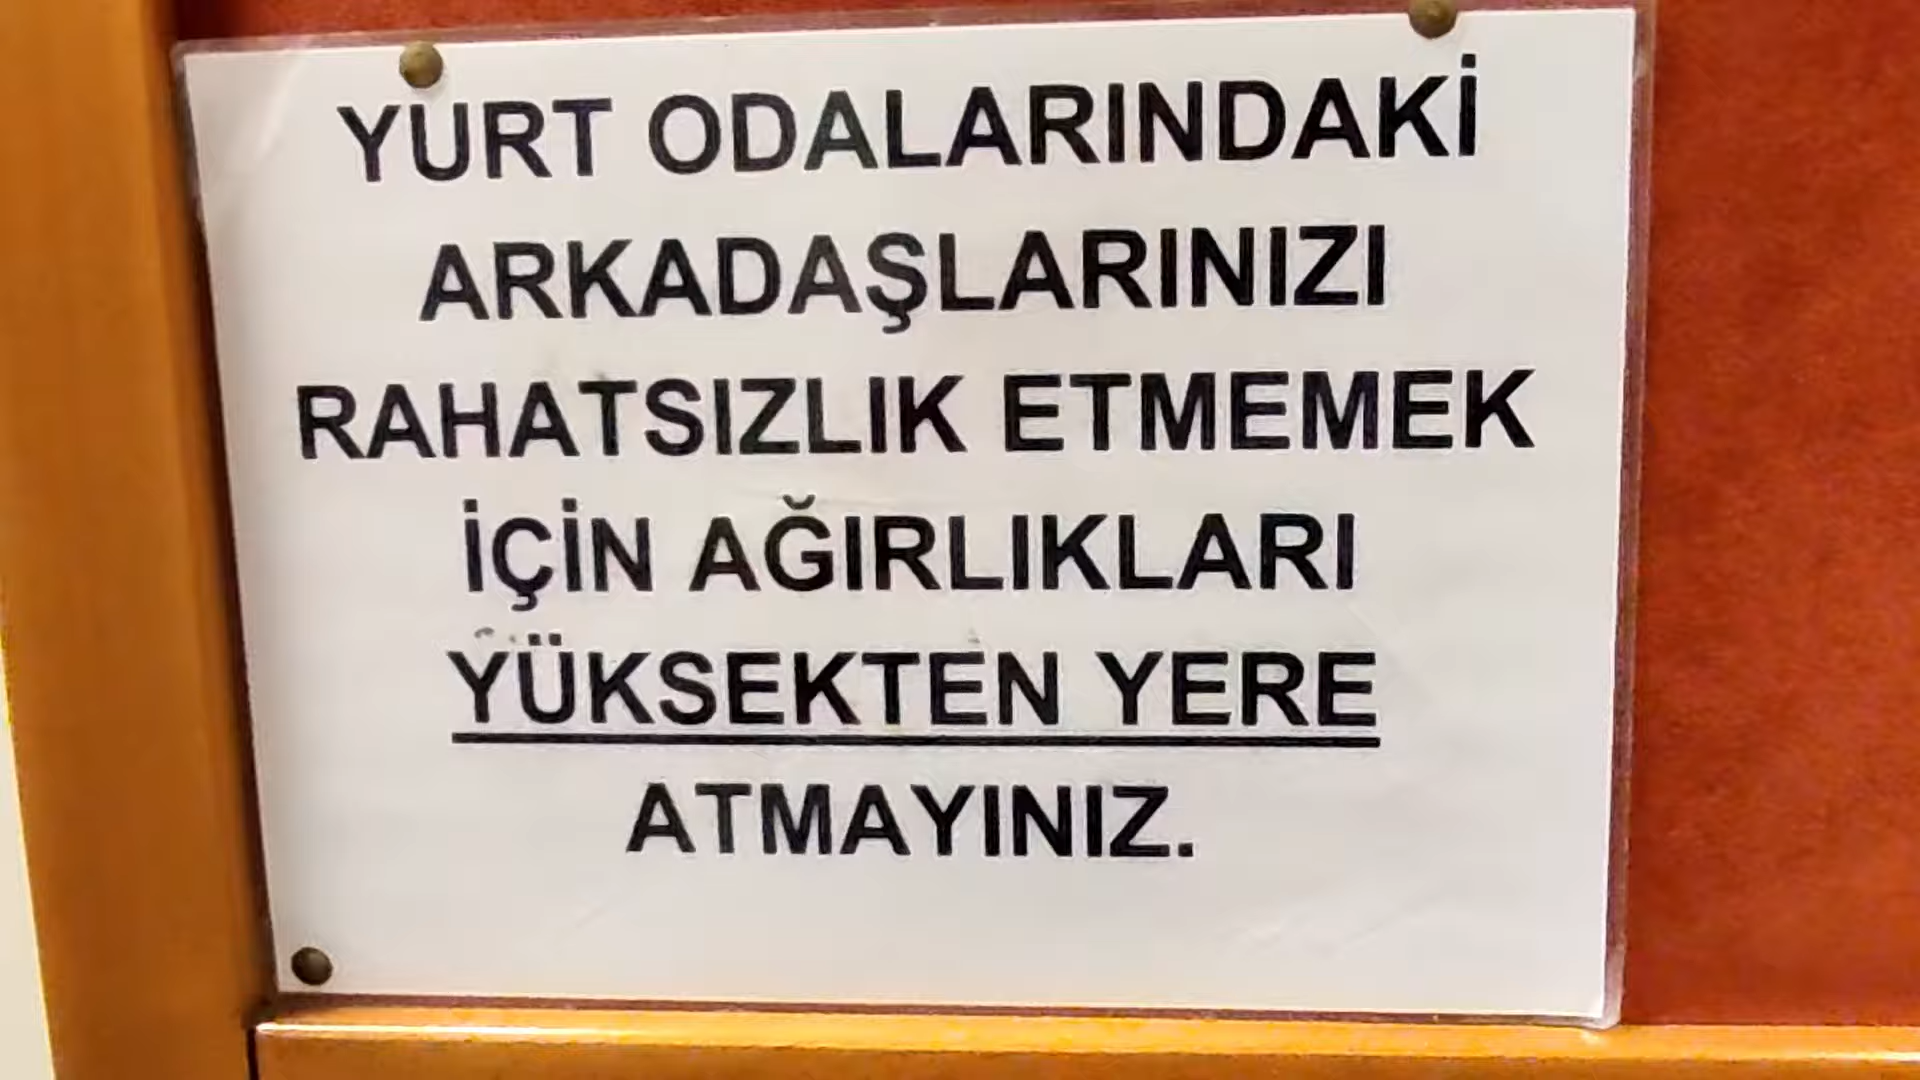 YURT ODALARINDAKİ
ARKADAŞLARINIZI
RAHATSIZLIK ETMEMEK
İÇİN AĞIRLIKLARI
YÜKSEKTEN YERE
ATMAYINIZ.